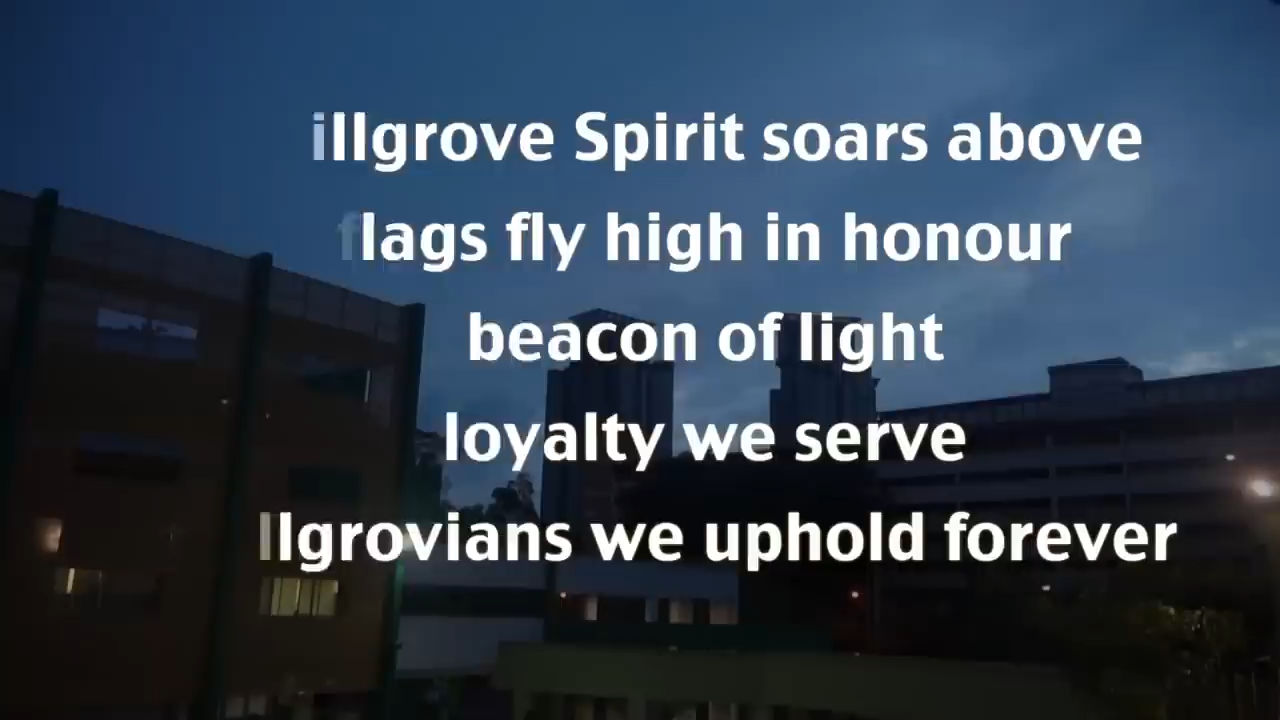 illgrove Spirit soars above
flags fly high in honour
beacon of light
loyalty we serve
llgrovians we uphold forever